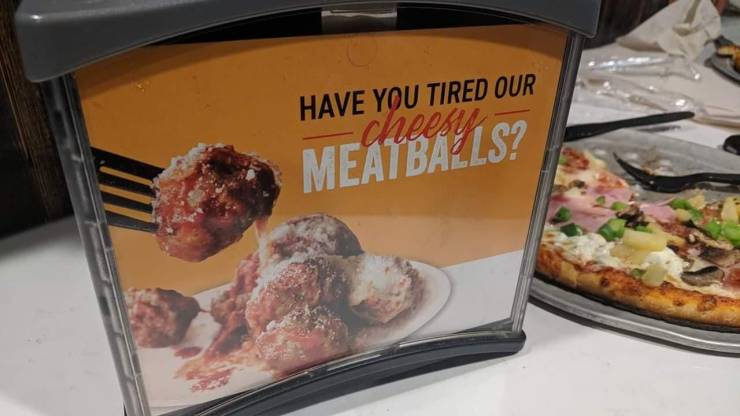 HAVE YOU TIRED OUR
cheesy
MEATBALLS?